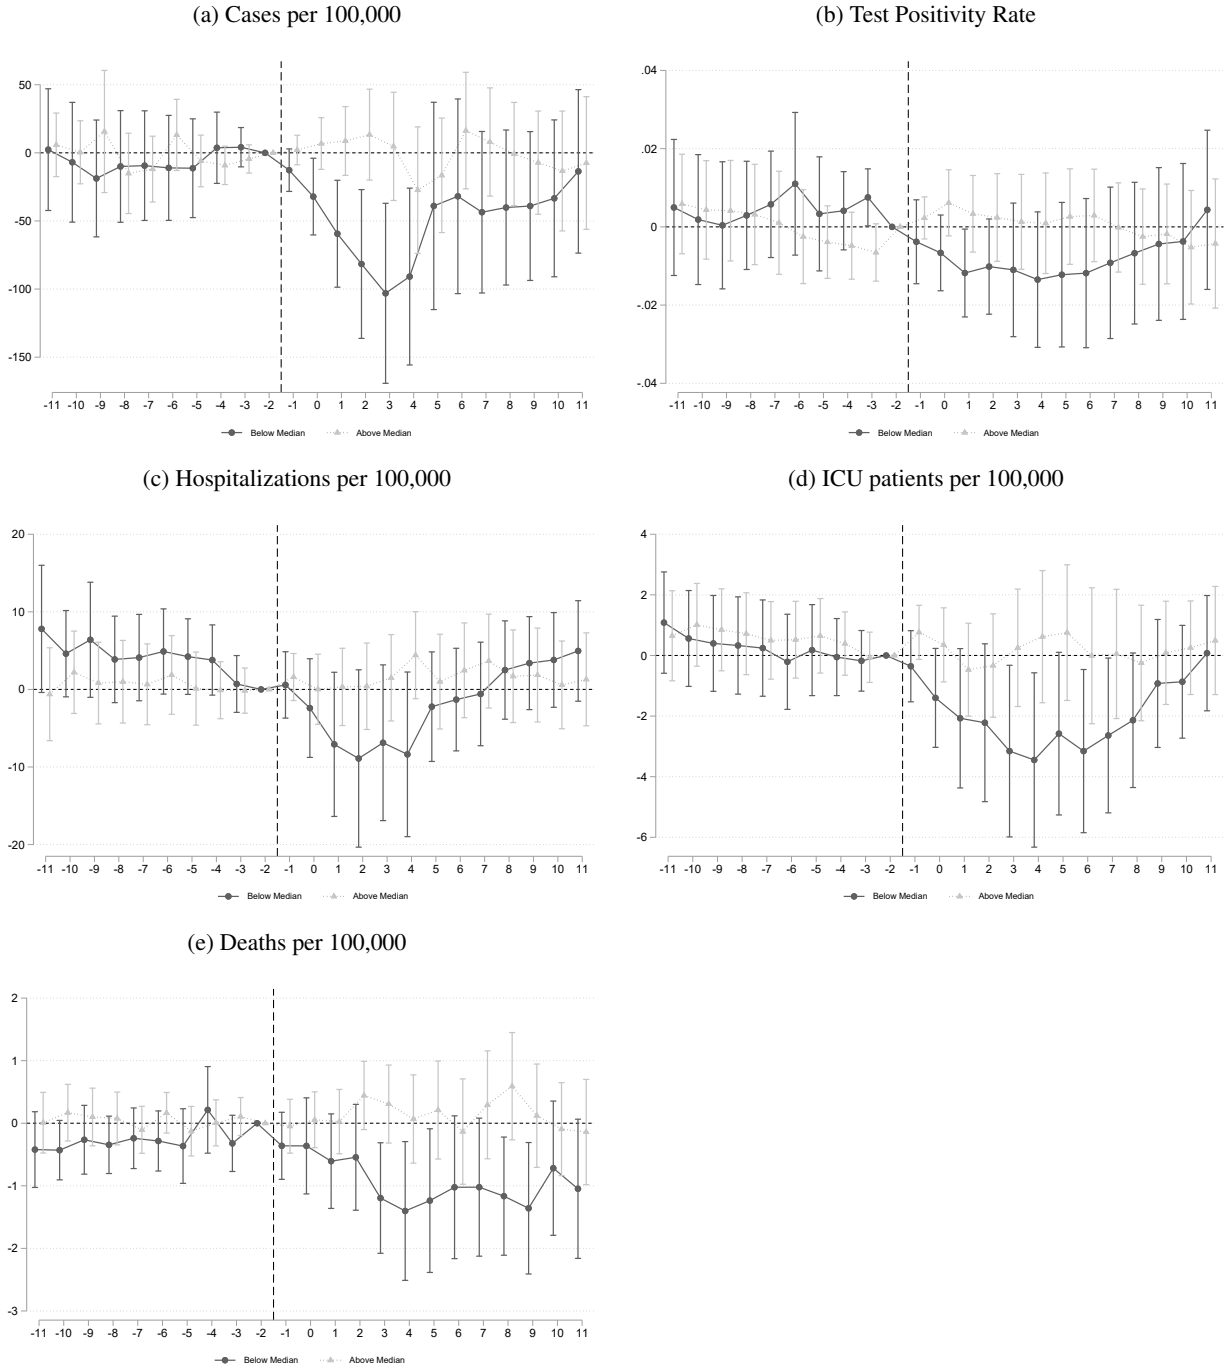 (a) Cases per 100,000
50
0
-50
-100
-150
-11 -10 -9 -8 -7 -6 -5 -4 -3 -2 -1 0 1 2 3 4 5 6 7 8 9 10 11
Below Median Above Median
(b) Test Positivity Rate
.04
.02
0
-.02
-.04
-11 -10 -9 -8 -7 -6 -5 -4 -3 -2 -1 0 1 2 3 4 5 6 7 8 9 10 11
Below Median Above Median
(c) Hospitalizations per 100,000
20
10
0
-10
-20
-11 -10 -9 -8 -7 -6 -5 -4 -3 -2 -1 0 1 2 3 4 5 6 7 8 9 10 11
Below Median Above Median
(d) ICU patients per 100,000
4
2
0
-2
-4
-6
-11 -10 -9 -8 -7 -6 -5 -4 -3 -2 -1 0 1 2 3 4 5 6 7 8 9 10 11
Below Median Above Median
(e) Deaths per 100,000
2
1
0
-1
-2
-3
-11 -10 -9 -8 -7 -6 -5 -4 -3 -2 -1 0 1 2 3 4 5 6 7 8 9 10 11
Below Median Above Median